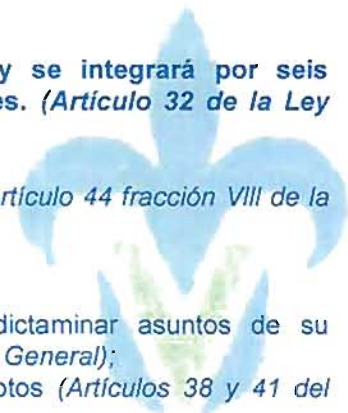 y se integrará por seis
es. (Artículo 32 de la Ley
rtículo 44 fracción VIII de la
dictaminar asuntos de su
General);
otos (Artículos 38 y 41 del